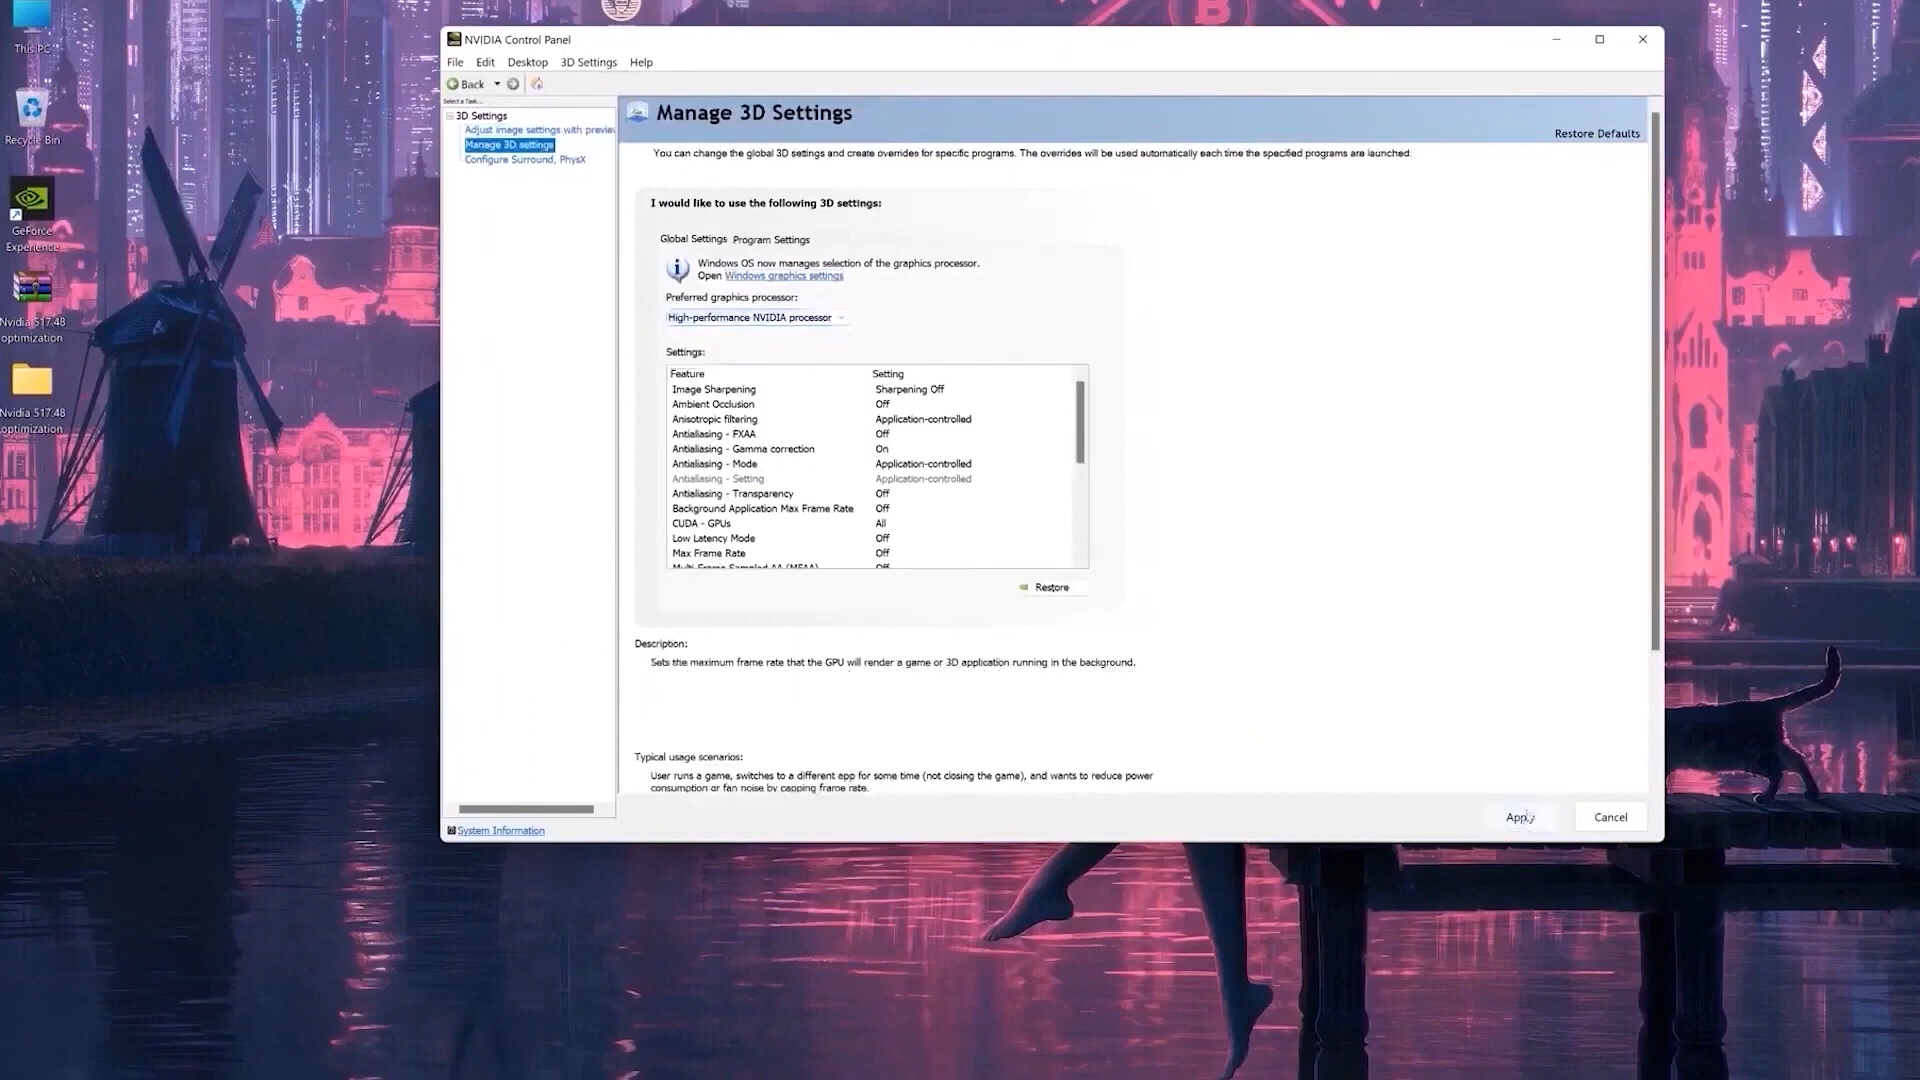 This PC
Recycle Bin
GeForce
Experience
Nvidia 517.48
optimization
Nvidia 517.48
optimization
NVIDIA Control Panel
File Edit Desktop 3D Settings Help
Back
Select a Task...
3D Settings
Adjust image settings with preview
Manage 3D settings
Configure Surround, PhysX
System Information
Manage 3D Settings
Restore Defaults
You can change the global 3D settings and create overrides for specific programs. The overrides will be used automatically each time the specified programs are launched.
I would like to use the following 3D settings:
Global Settings Program Settings
Windows OS now manages selection of the graphics processor.
Open Windows graphics settings
Preferred graphics processor:
High-performance NVIDIA processor
Settings:
Feature Setting
Image Sharpening Sharpening Off
Ambient Occlusion Off
Anisotropic filtering Application-controlled
Antialiasing - FXAA Off
Antialiasing - Gamma correction On
Antialiasing - Mode Application-controlled
Antialiasing - Setting Application-controlled
Antialiasing - Transparency Off
Background Application Max Frame Rate Off
CUDA - GPUs All
Low Latency Mode Off
Max Frame Rate Off
Multi-Frame Sampled AA (MFAA) Off
Restore
Description:
Sets the maximum frame rate that the GPU will render a game or 3D application running in the background.
Typical usage scenarios:
User runs a game, switches to a different app for some time (not closing the game), and wants to reduce power
consumption or fan noise by capping frame rate.
Apply Cancel